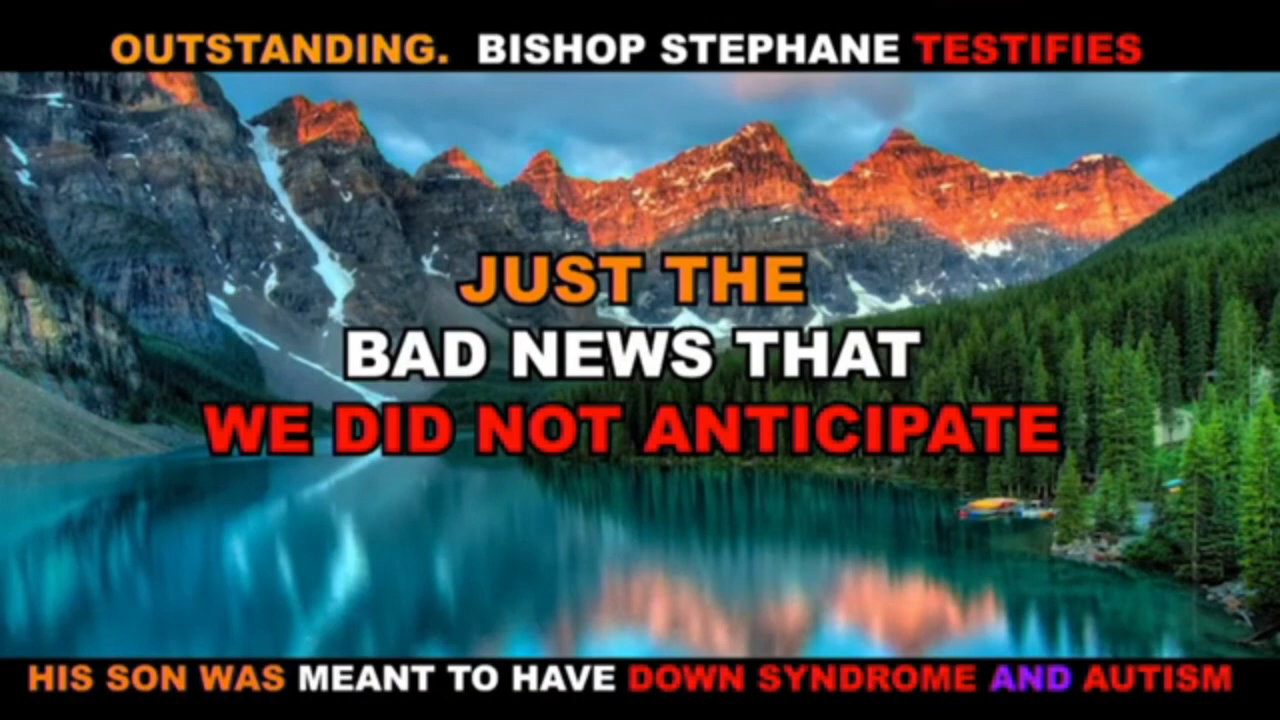 OUTSTANDING. BISHOP STEPHANE TESTIFIES
JUST THE
BAD NEWS THAT
WE DID NOT ANTICIPATE
HIS SON WAS MEANT TO HAVE DOWN SYNDROME AND AUTISM